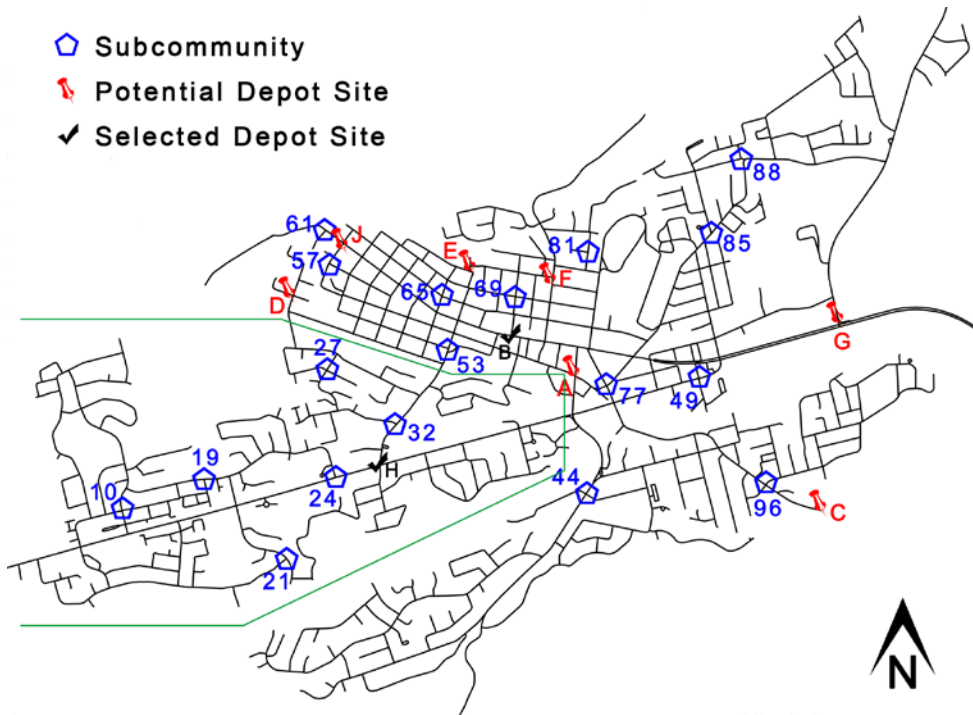 Subcommunity
Potential Depot Site
Selected Depot Site
88
61
J
81
85
57
E
F
65
69
D
G
B
53
27
A
77
49
32
19
H
24
44
10
96
C
21
N